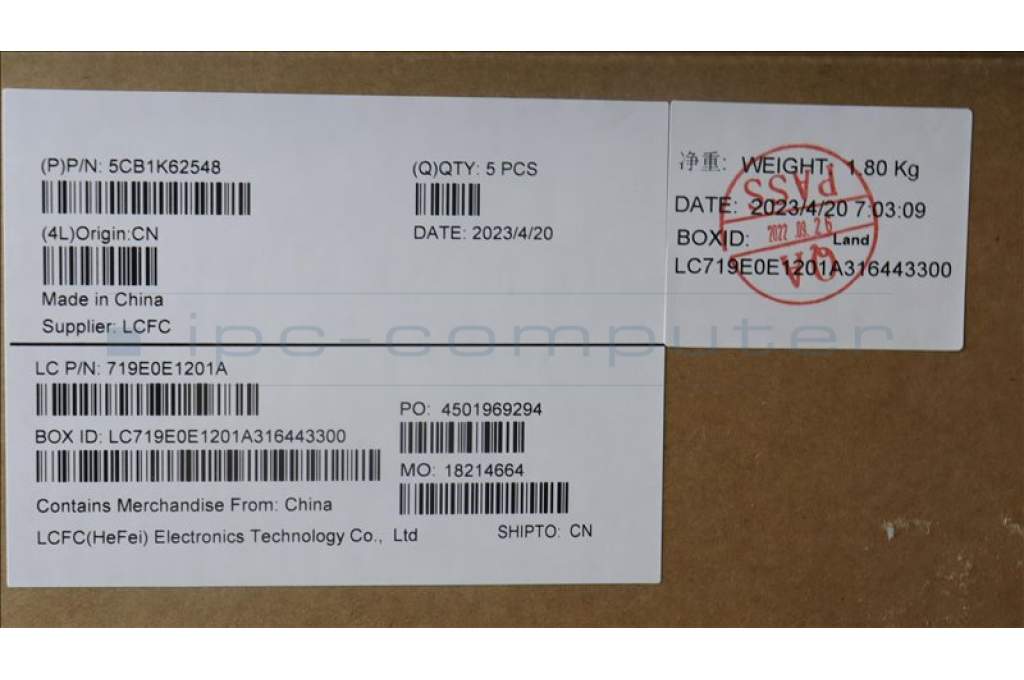 (P)P/N: 5CB1K62548
(Q)QTY: 5 PCS
(4L)Origin:CN
DATE: 2023/4/20
Made in China
Supplier: LCFC
净重: WEIGHT: 1.80 Kg
PASS
DATE: 2023/4/20 7:03:09
2022.09.26
BOXID: Land
QA
LC719E0E1201A316443300
ipc-computer
LC P/N: 719E0E1201A
PO: 4501969294
BOX ID: LC719E0E1201A316443300
MO: 18214664
Contains Merchandise From: China
LCFC(HeFei) Electronics Technology Co., Ltd
SHIPTO: CN